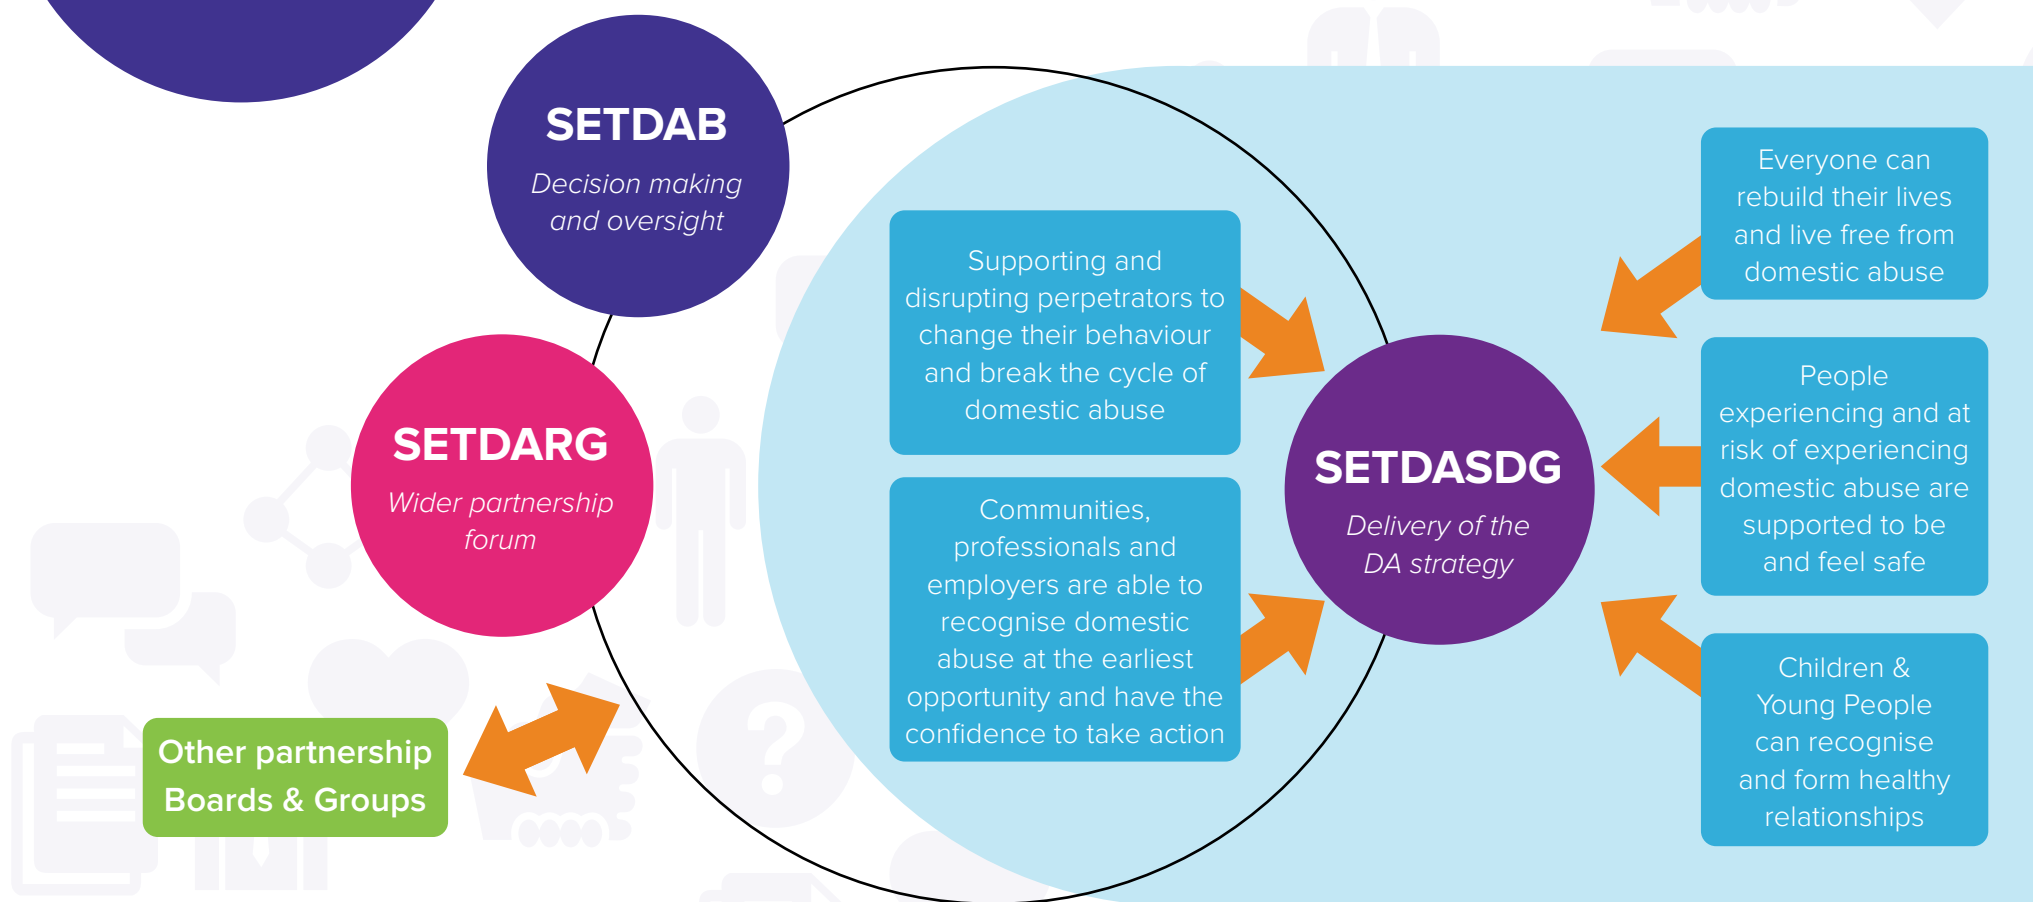 SETDAB
Decision making
and oversight
SETDARG
Wider partnership
forum
Other partnership
Boards & Groups
Supporting and
disrupting perpetrators to
change their behaviour
and break the cycle of
domestic abuse
Communities,
professionals and
employers are able to
recognise domestic
abuse at the earliest
opportunity and have the
confidence to take action
SETDASDG
Delivery of the
DA strategy
Everyone can
rebuild their lives
and live free from
domestic abuse
People
experiencing and at
risk of experiencing
domestic abuse are
supported to be
and feel safe
Children &
Young People
can recognise
and form healthy
relationships